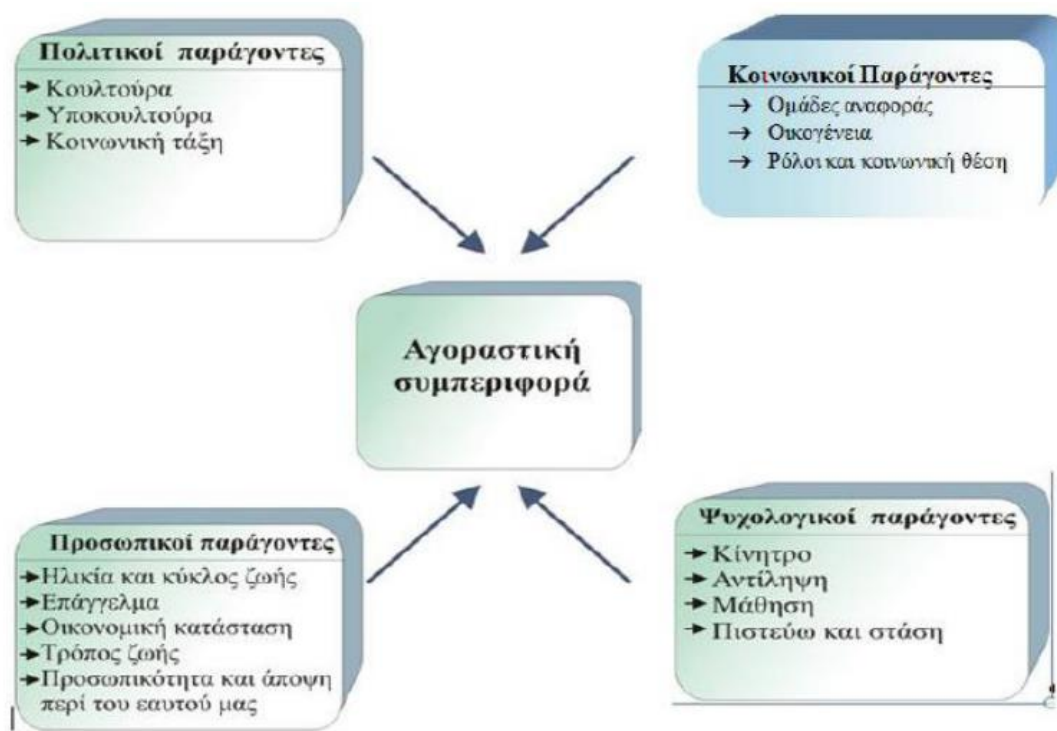 Πολιτικοί παράγοντες
Κουλτούρα
Υποκουλτούρα
Κοινωνική τάξη
Κοινωνικοί Παράγοντες
Ομάδες αναφοράς
Οικογένεια
Ρόλοι και κοινωνική θέση
Αγοραστική
συμπεριφορά
Προσωπικοί παράγοντες
Ηλικία και κύκλος ζωής
Επάγγελμα
Οικονομική κατάσταση
Τρόπος ζωής
Προσωπικότητα και άποψη
περί του εαυτού μας
Ψυχολογικοί παράγοντες
Κίνητρο
Αντίληψη
Μάθηση
Πιστεύω και στάση